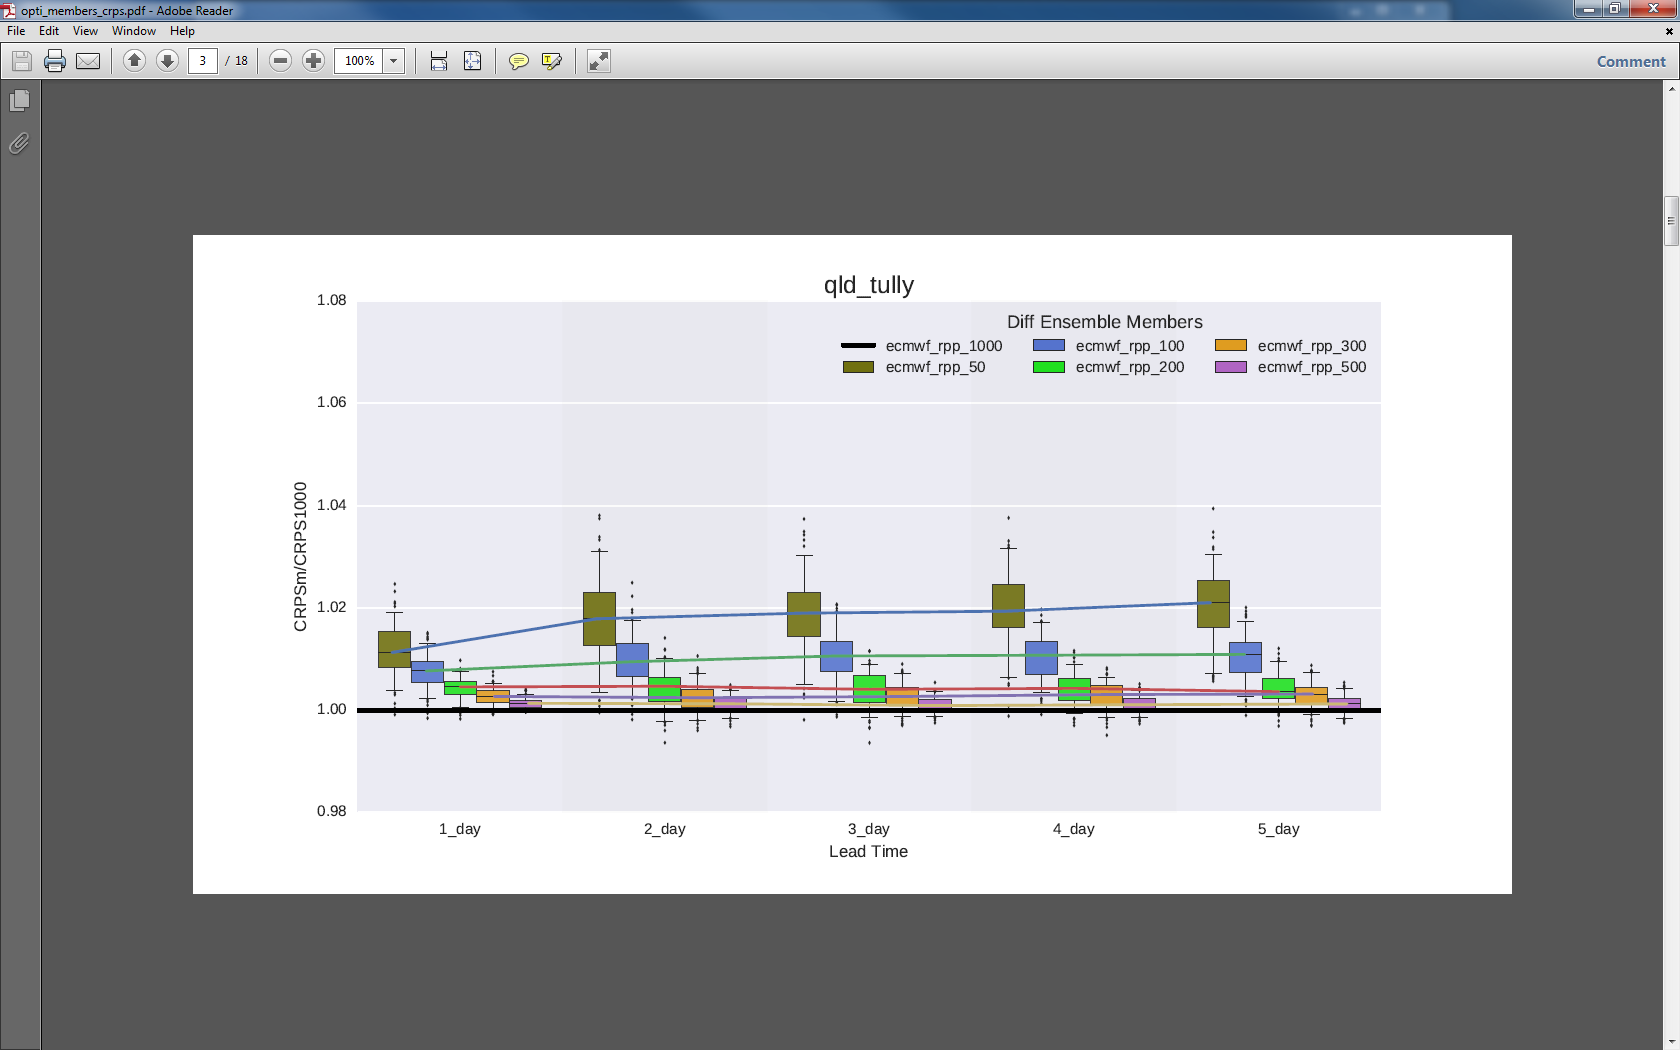 opti_members_crps.pdf - Adobe Reader
File Edit View Window Help
3 / 18 100% Comment
qld_tully
Diff Ensemble Members
ecmwf_rpp_1000 ecmwf_rpp_100 ecmwf_rpp_300
ecmwf_rpp_50 ecmwf_rpp_200 ecmwf_rpp_500
1.08
1.06
1.04
1.02
1.00
0.98
CRPSm/CRPS1000
1_day 2_day 3_day 4_day 5_day
Lead Time